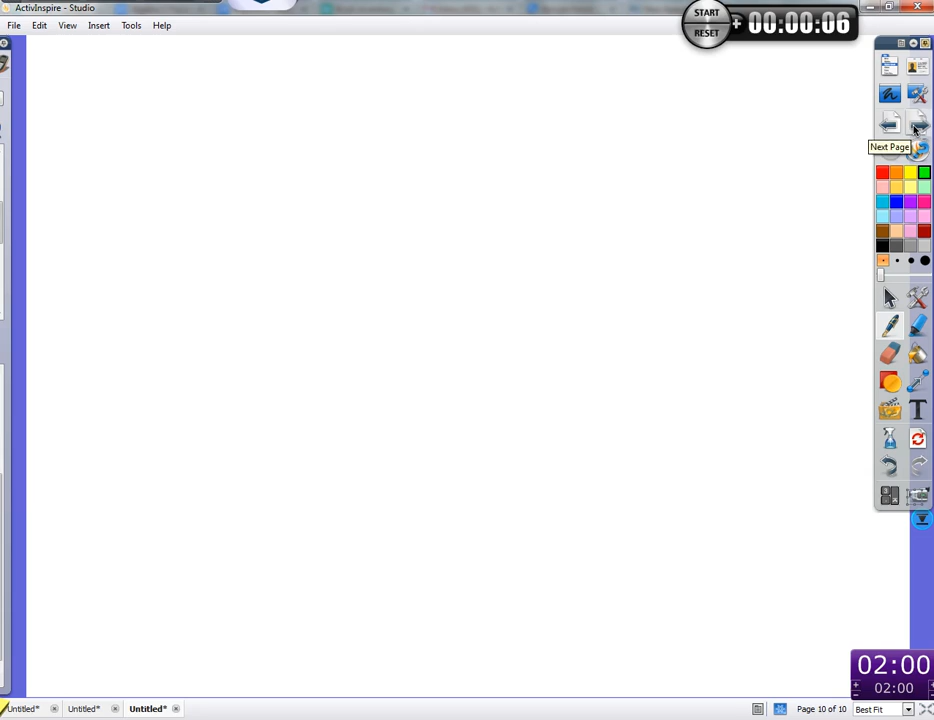 ActivInspire - Studio
START
RESET
+ 00:00:06
File Edit View Insert Tools Help
Next Page
T
02:00
02:00
Untitled* Untitled* Untitled* Page 10 of 10 Best Fit